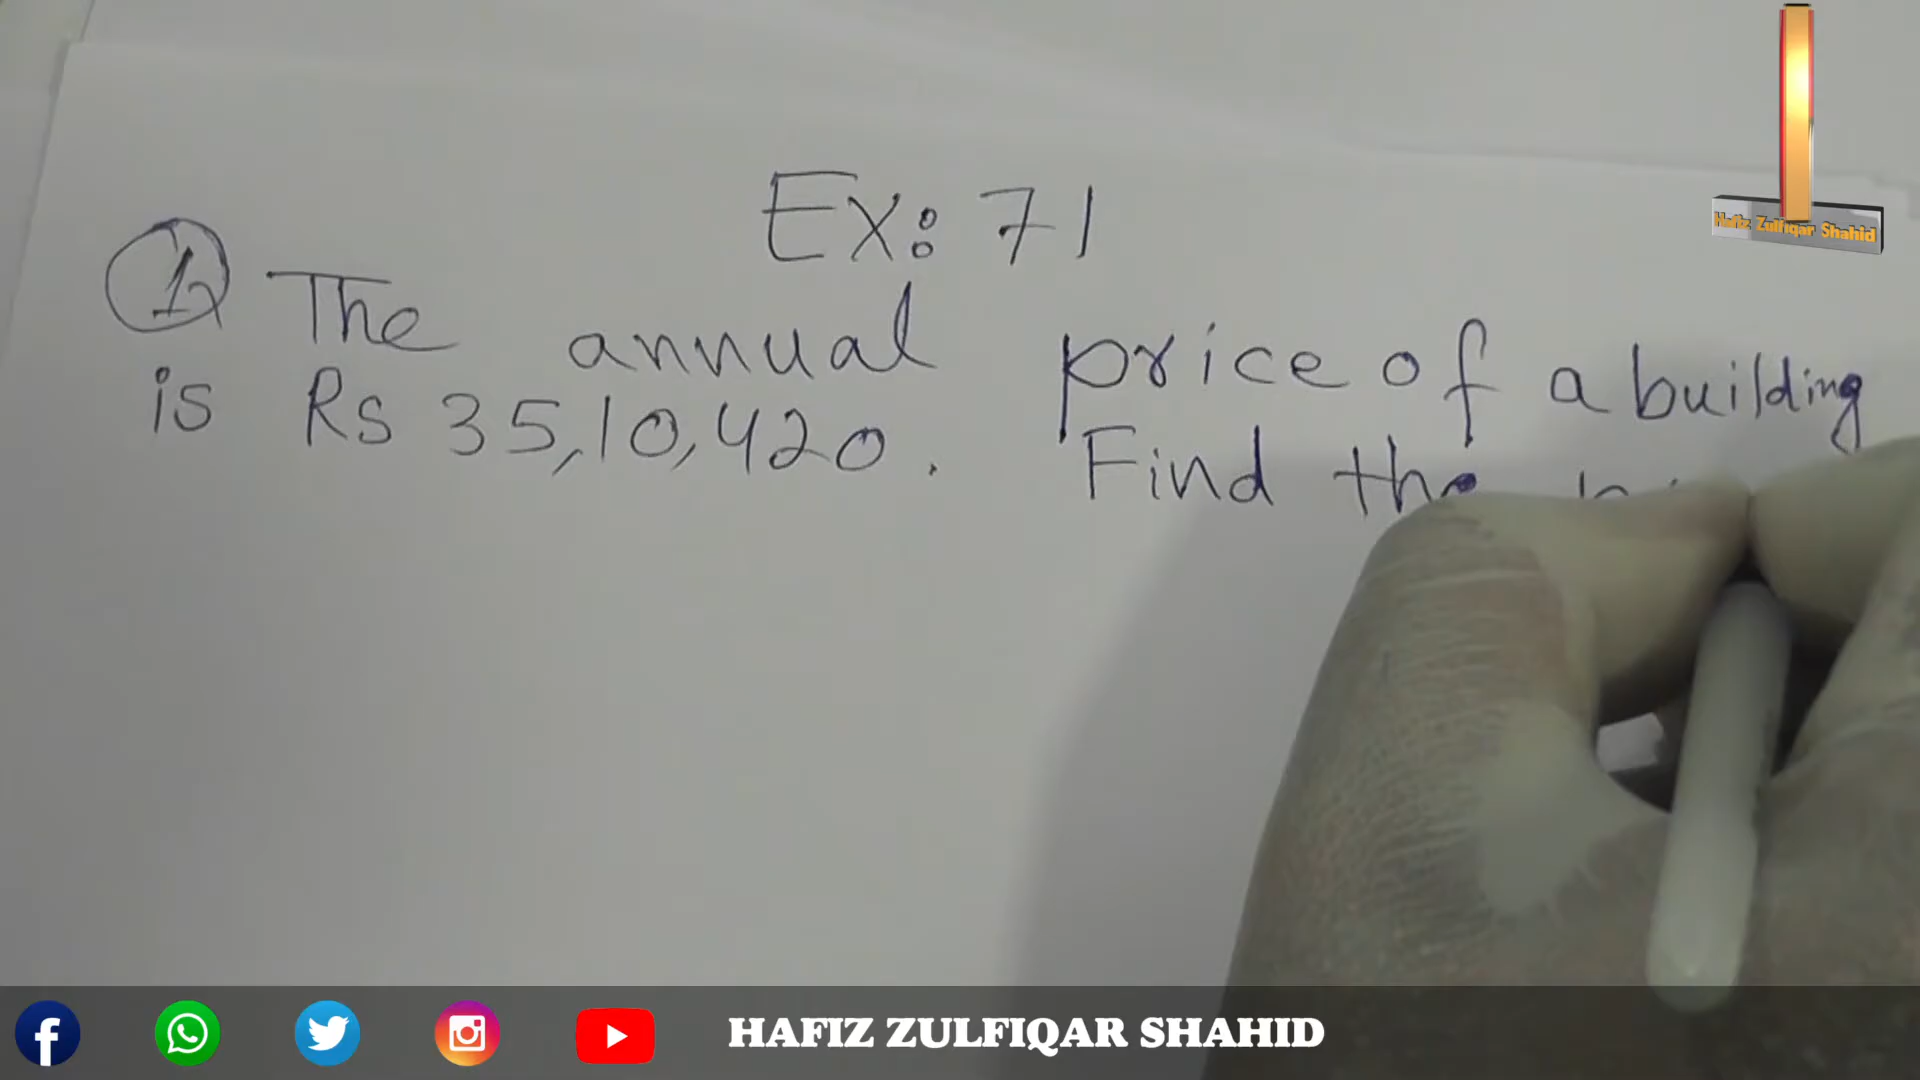 Ex: 71
1 The annual price of a building
is Rs 35,10,420. Find the
Hafiz Zulfiqar Shahid
HAFIZ ZULFIQAR SHAHID